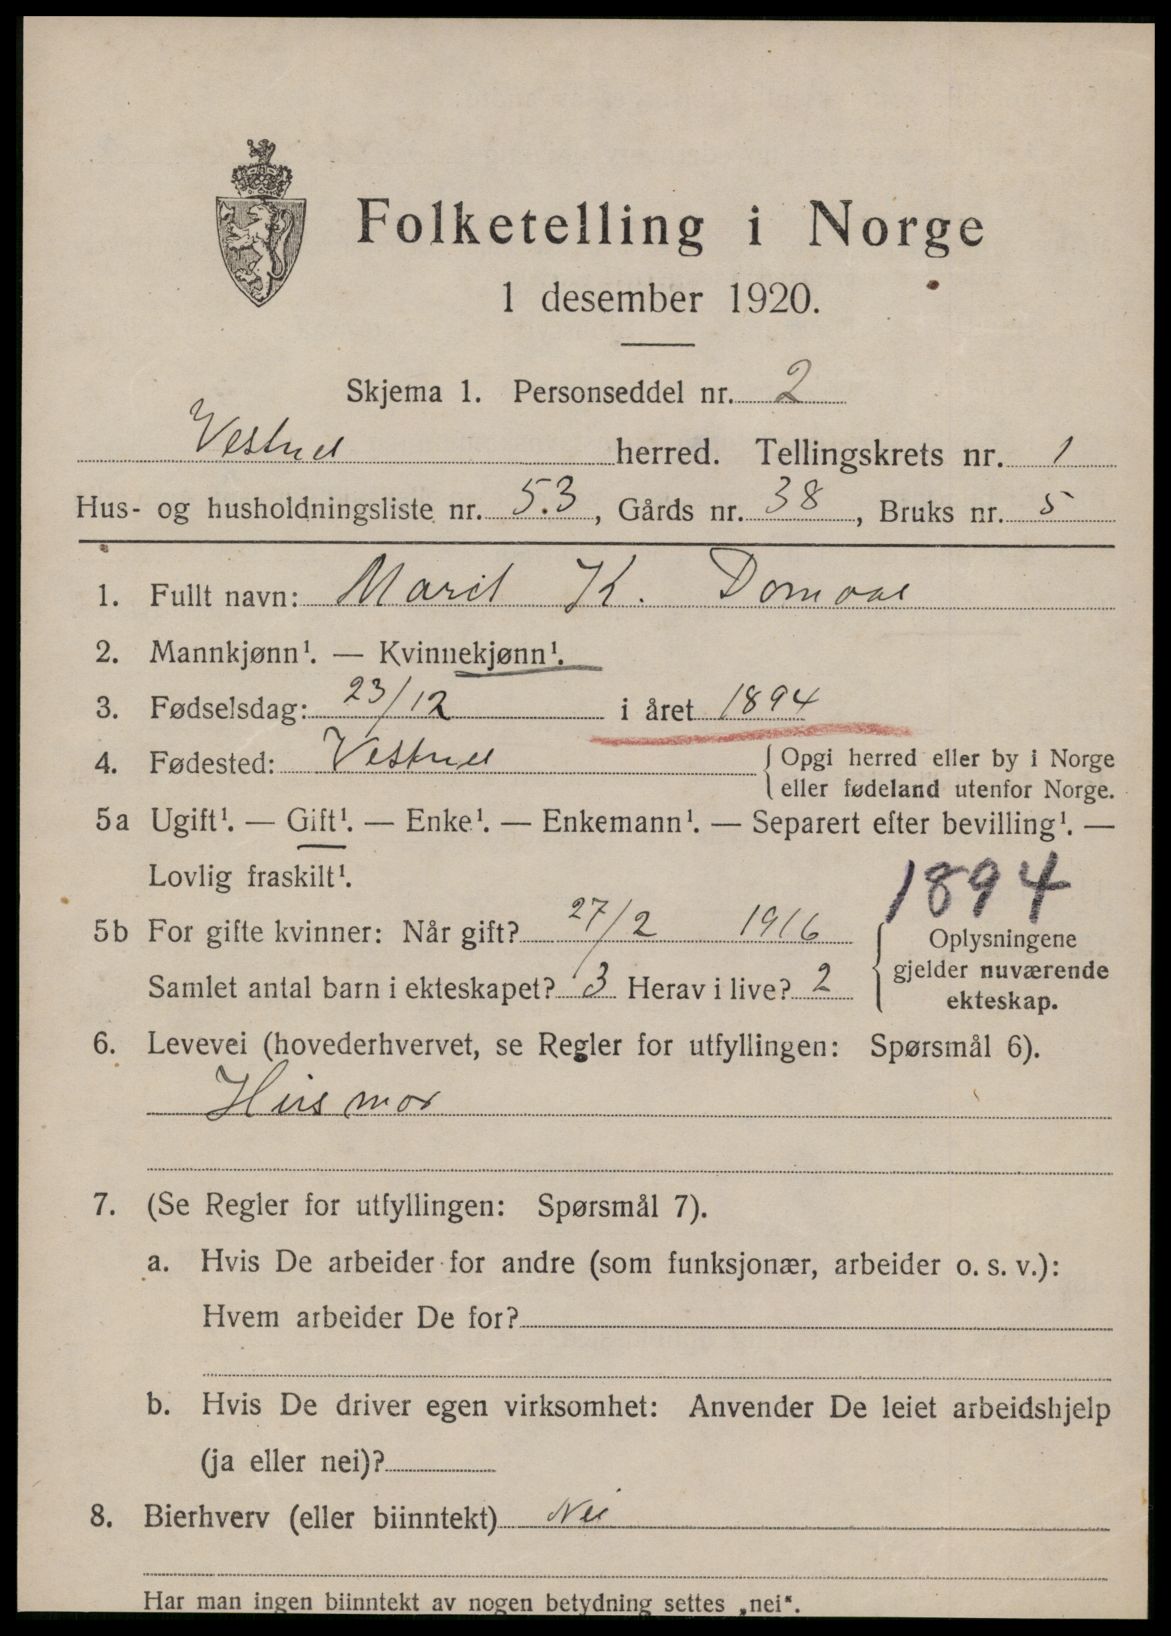 Folketelling i Norge
1 desember 1920.
Skjema 1. Personseddel nr. 2
Vestnes herred. Tellingskrets nr. 1
Hus- og husholdningsliste nr. 53, Gårds nr. 38, Bruks nr. 5
1. Fullt navn: Marit K. Domaas
2. Mannkjønn¹. — Kvinnekjønn¹.
3. Fødselsdag: 23/12 i året 1894
4. Fødested: Vestnes { Opgi herred eller by i Norge
eller fødeland utenfor Norge.
5a Ugift¹. — Gift¹. — Enke¹. — Enkemann¹. — Separert efter bevilling¹. —
Lovlig fraskilt¹.
1894
5b For gifte kvinner: Når gift? 27/2 1916
Samlet antal barn i ekteskapet? 3 Herav i live? 2
{ Oplysningene
gjelder nuværende
ekteskap.
6. Levevei (hovederhvervet, se Regler for utfyllingen: Spørsmål 6).
Husmor
7. (Se Regler for utfyllingen: Spørsmål 7).
a. Hvis De arbeider for andre (som funksjonær, arbeider o. s. v.):
Hvem arbeider De for?
b. Hvis De driver egen virksomhet: Anvender De leiet arbeidshjelp
(ja eller nei)?
8. Bierhverv (eller biinntekt) Nei
Har man ingen biinntekt av nogen betydning settes „nei“.